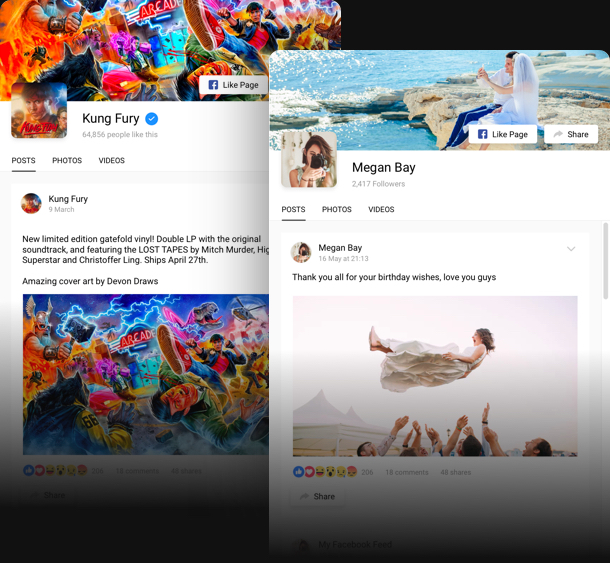 ARCADE
Like Page
KUNG FURY
Kung Fury
64,856 people like this
POSTS PHOTOS VIDEOS
Kung Fury
9 March
New limited edition gatefold vinyl! Double LP with the original
soundtrack, and featuring the LOST TAPES by Mitch Murder, Hig
Superstar and Christoffer Ling. Ships April 27th.
Amazing cover art by Devon Draws
ARCADE
206 18 comments 48 shares
Share
Like Page Share
Megan Bay
2,417 Followers
POSTS PHOTOS VIDEOS
Megan Bay
16 May at 21:13
Thank you all for your birthday wishes, love you guys
206 18 comments 48 shares
Share
My Facebook Feed